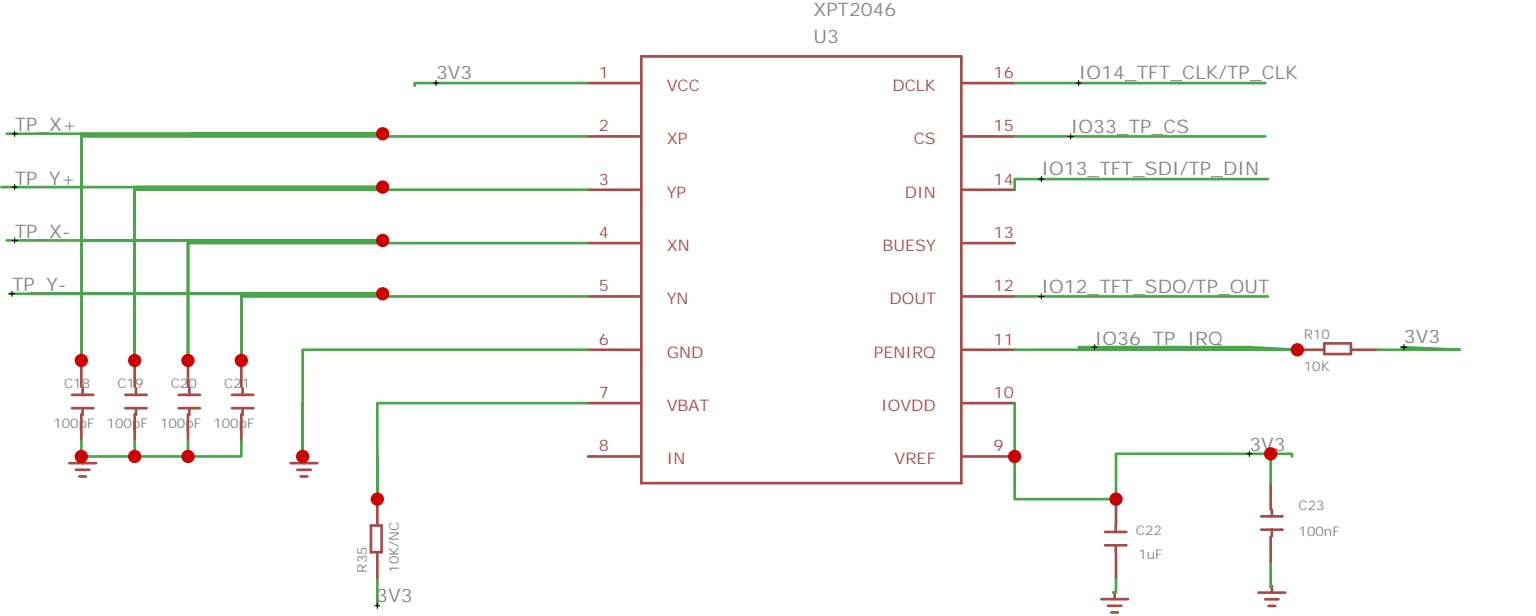 XPT2046
U3
3V3
1
VCC
DCLK
16
IO14_TFT_CLK/TP_CLK
TP_X+
2
XP
CS
15
IO33_TP_CS
TP_Y+
3
YP
DIN
14
IO13_TFT_SDI/TP_DIN
TP_X-
4
XN
BUESY
13
TP_Y-
5
YN
DOUT
12
IO12_TFT_SDO/TP_OUT
6
GND
PENIRQ
11
IO36_TP_IRQ
R10
10K
3V3
C18
C19
C20
C21
100pF
100pF
100pF
100pF
7
VBAT
IOVDD
10
8
IN
VREF
9
3V3
R35
10K/NC
3V3
C22
1uF
C23
100nF